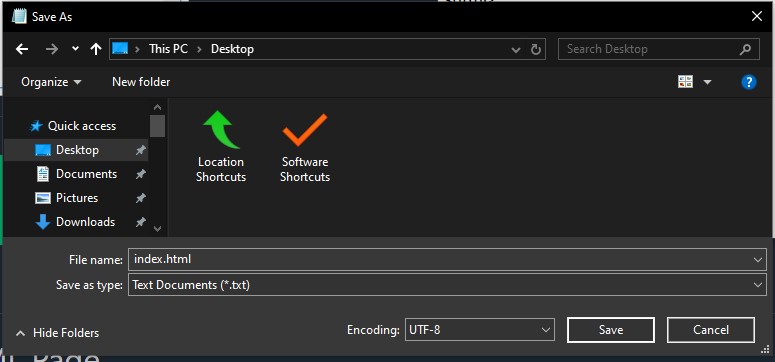 Save As
This PC
Desktop
Search Desktop
Organize
New folder
Quick access
Desktop
Documents
Pictures
Downloads
Location
Shortcuts
Software
Shortcuts
File name: index.html
Save as type: Text Documents (*.txt)
Hide Folders
Encoding: UTF-8
Save
Cancel
Page